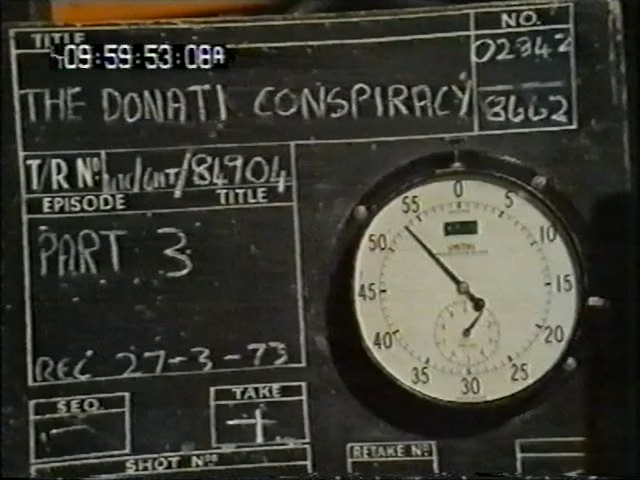 TITLE
09:59:53:08A
NO.
02342
THE DONATI CONSPIRACY
8662
T/R Nº /84904
EPISODE TITLE
PART 3
REC 27-3-73
SEQ.
TAKE
1
SHOT Nos
RETAKE Nº
0
5
10
15
20
25
30
35
40
45
50
55